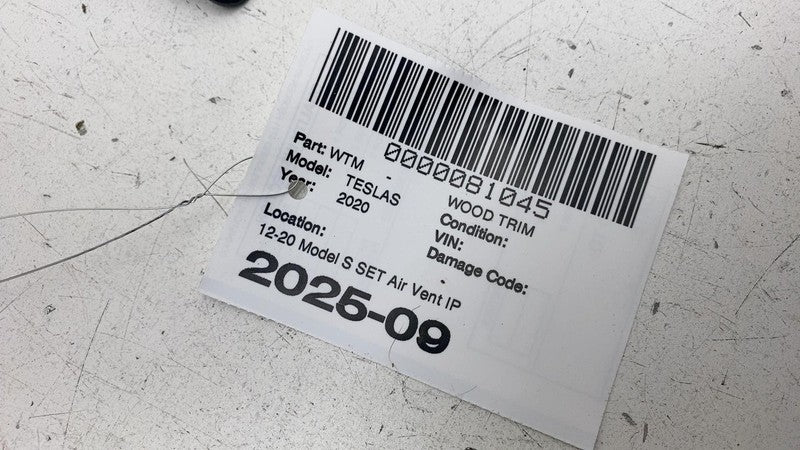 0000081045
Part: WTM - WOOD TRIM
Model: TESLAS Condition:
Year: 2020 VIN:
Damage Code:
Location:
12-20 Model S SET Air Vent IP
2025-09